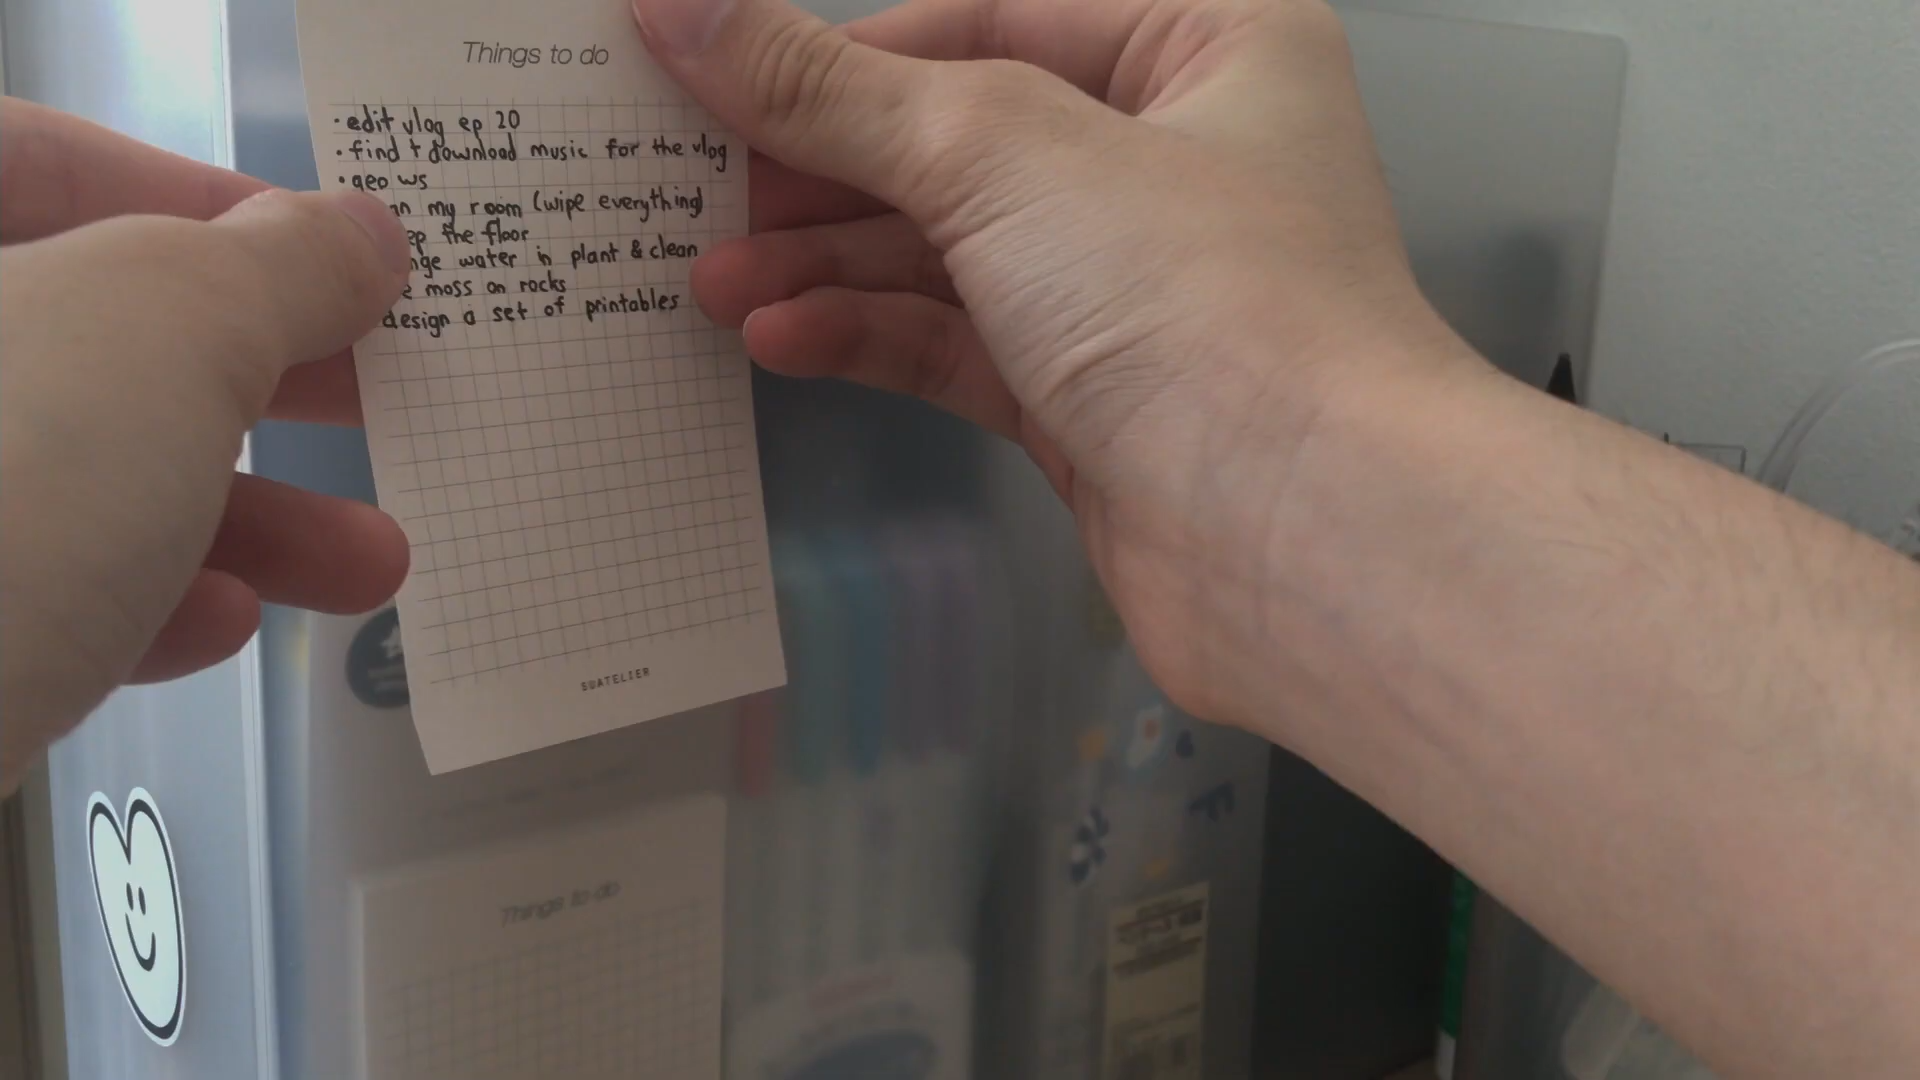 Things to do
· edit vlog ep 20
· find + download music for the vlog
· geo ws
my room (wipe everything)
the floor
water in plant & clean
moss on rocks
design a set of printables
SUATELIER
Things to do